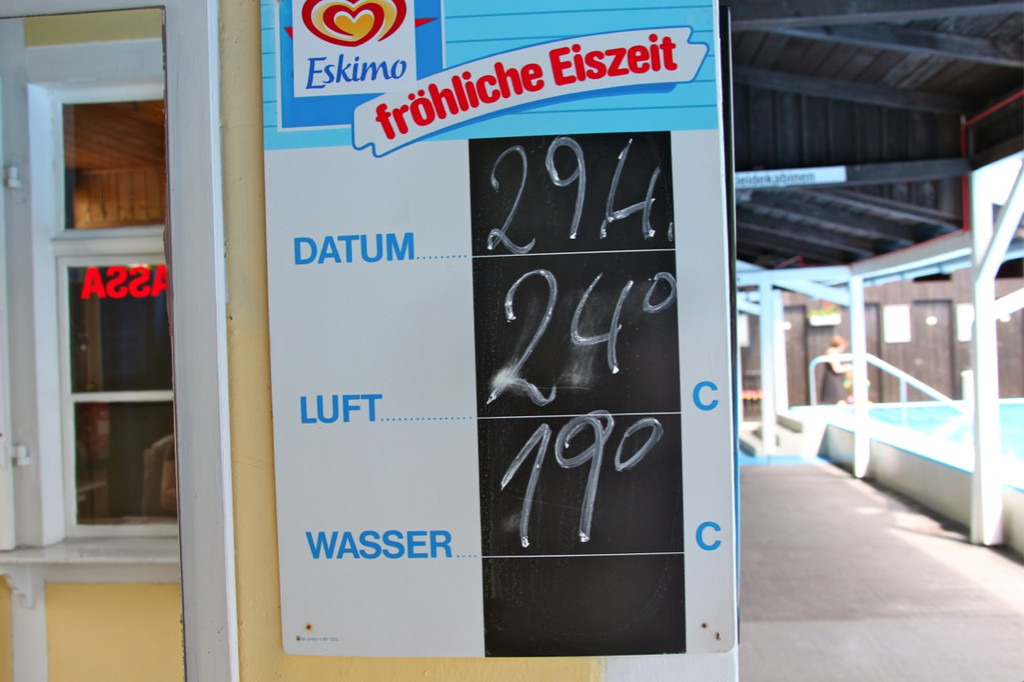 Eskimo
fröhliche Eiszeit
DATUM 29 4.
LUFT 24° C
WASSER 19° C
KASSA